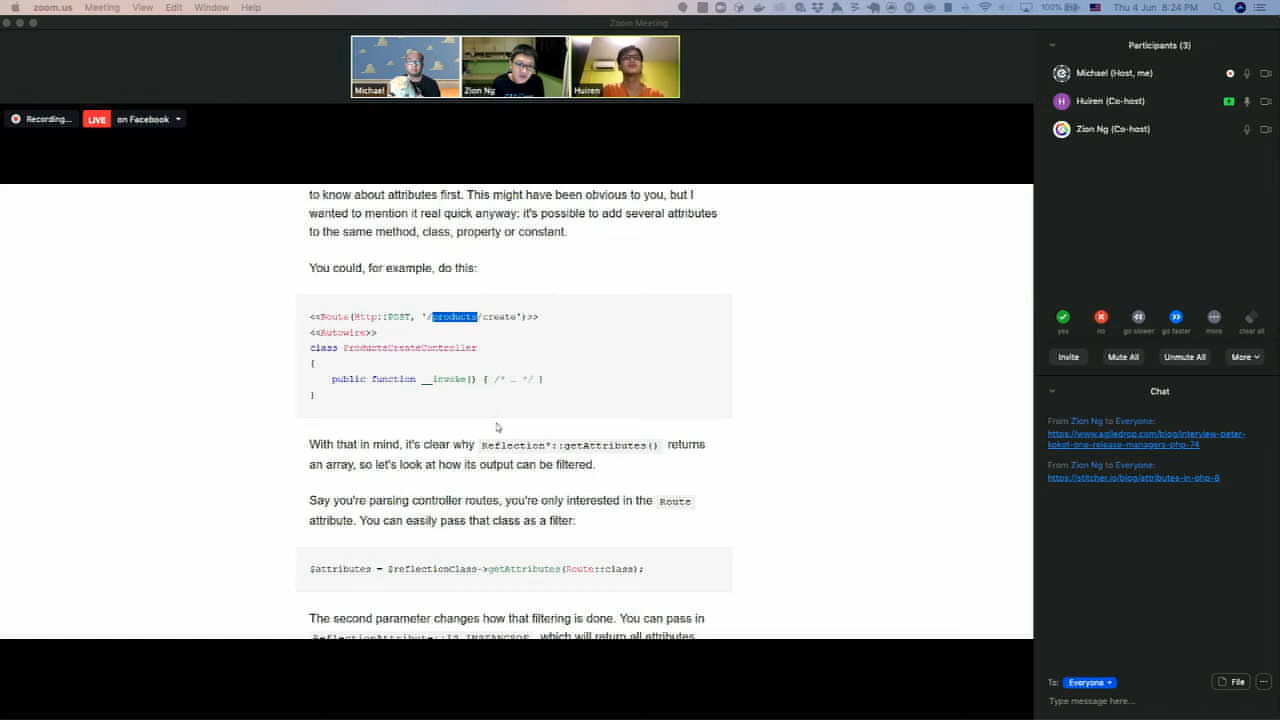 zoom.us Meeting View Edit Window Help 100% Thu 4 Jun 8:24 PM
Zoom Meeting
Michael Zion Ng Huiren
Recording... LIVE on Facebook
to know about attributes first. This might have been obvious to you, but I
wanted to mention it real quick anyway: it's possible to add several attributes
to the same method, class, property or constant.
You could, for example, do this:
<<Route(Http::POST, '/products/create')>>
<<Autowire>>
class ProductsCreateController
{
public function __invoke() { /* … */ }
}
With that in mind, it's clear why Reflection*::getAttributes() returns
an array, so let's look at how its output can be filtered.
Say you're parsing controller routes, you're only interested in the Route
attribute. You can easily pass that class as a filter:
$attributes = $reflectionClass->getAttributes(Route::class);
The second parameter changes how that filtering is done. You can pass in
ReflectionAttribute::IS_INSTANCEOF, which will return all attributes
Participants (3)
Michael (Host, me)
H Huiren (Co-host)
Zion Ng (Co-host)
yes no go slower go faster more clear all
Invite Mute All Unmute All More
Chat
From Zion Ng to Everyone:
https://www.agiledrop.com/blog/interview-peter-
kokot-one-release-managers-php-74
From Zion Ng to Everyone:
https://stitcher.io/blog/attributes-in-php-8
To: Everyone File
Type message here...